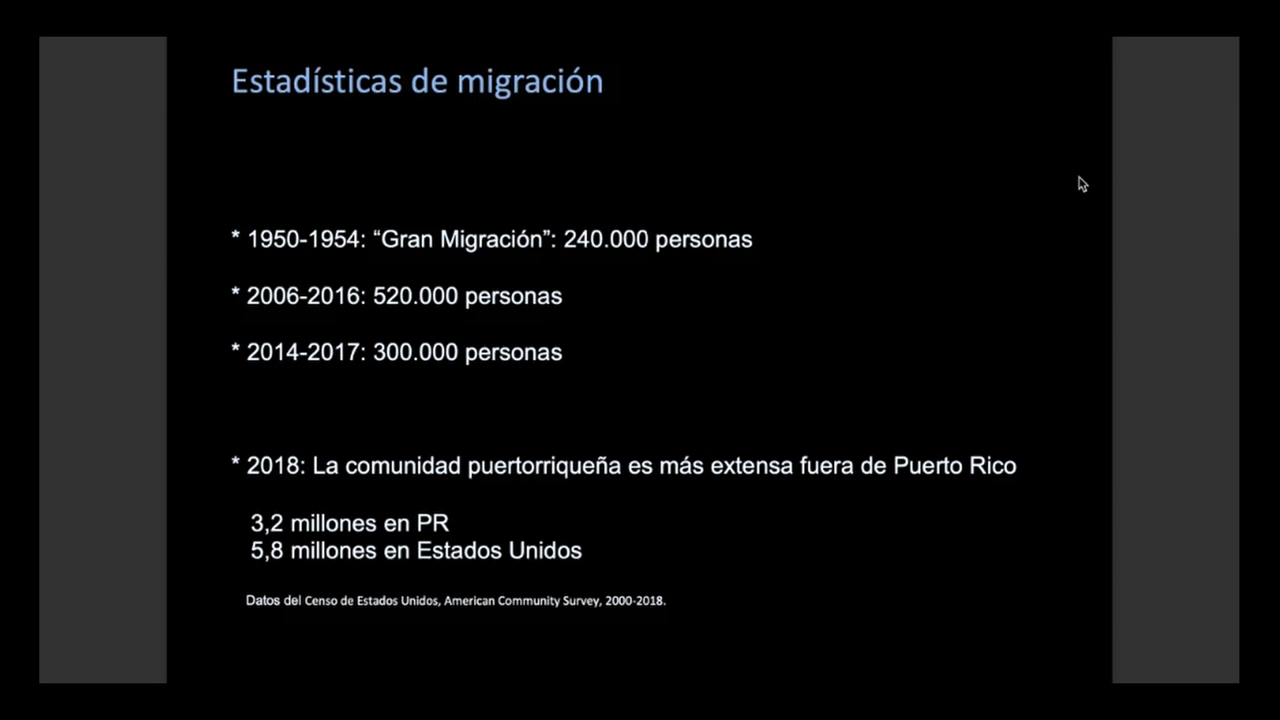 Estadísticas de migración
* 1950-1954: “Gran Migración”: 240.000 personas
* 2006-2016: 520.000 personas
* 2014-2017: 300.000 personas
* 2018: La comunidad puertorriqueña es más extensa fuera de Puerto Rico
3,2 millones en PR
5,8 millones en Estados Unidos
Datos del Censo de Estados Unidos, American Community Survey, 2000-2018.